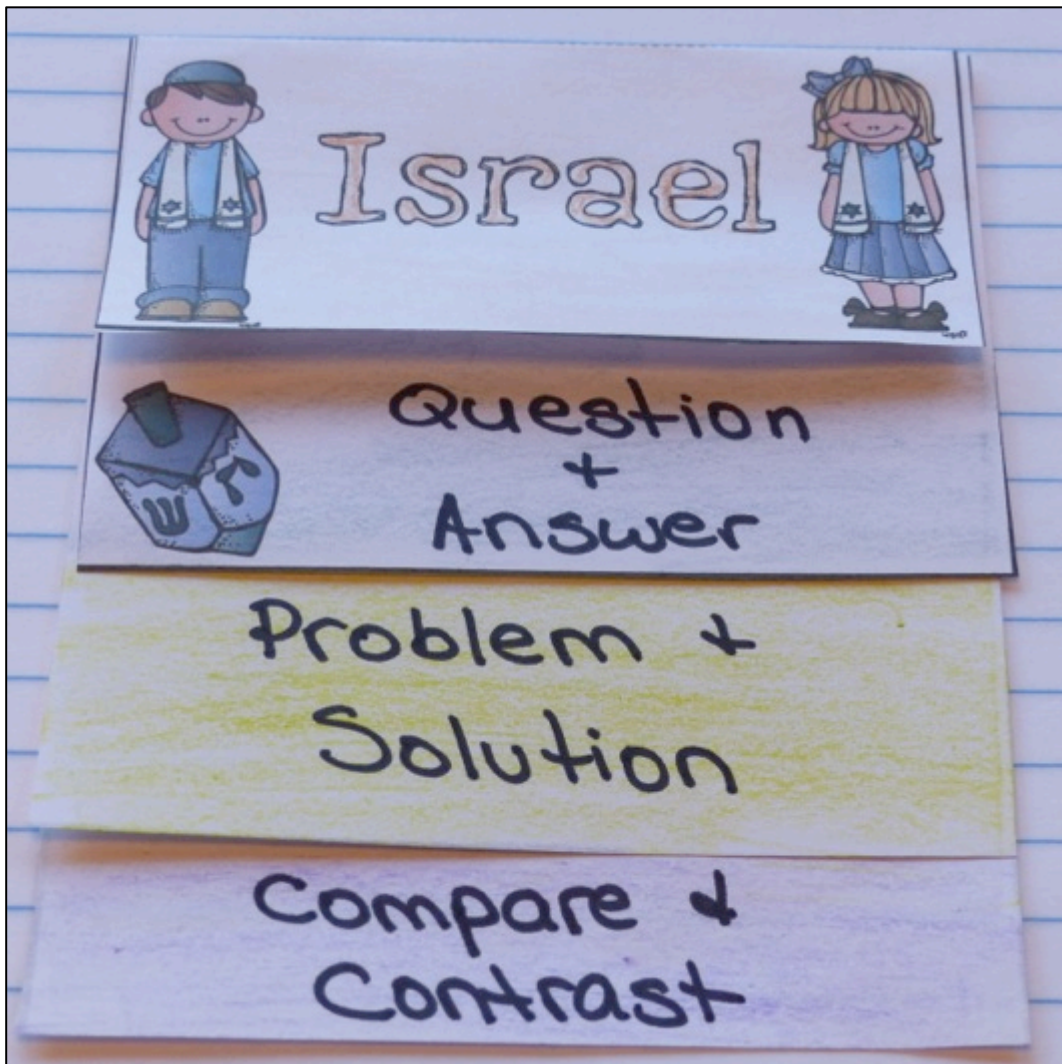 Israel
Question
+
Answer
ש ג
Problem +
Solution
Compare &
Contrast